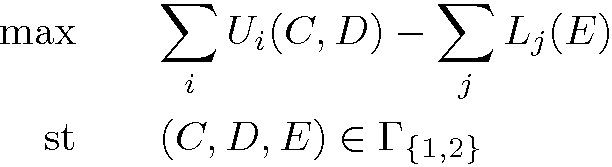 max ∑_i U_i(C, D) − ∑_j L_j(E)
st (C, D, E) ∈ Γ_{{1,2}}